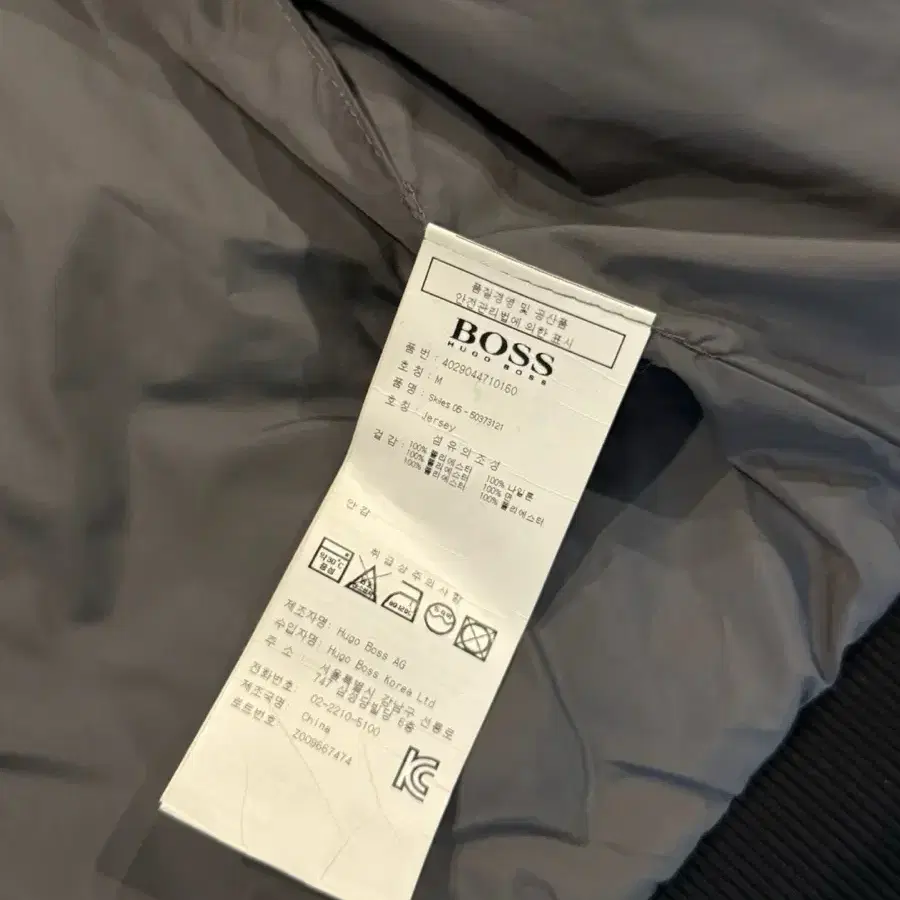 품질경영 및 공산품
안전관리법에 의한 표시
BOSS
HUGO BOSS
품 번 : 4029044710160
호 칭 : M
품 명 : Skiles 06 - 50373121
호 칭 : Jersey
섬 유 의 조 성
겉 감 : 100% 폴리에스터 100% 나일론
100% 폴리에스터 100% 면
100% 폴리에스터 100% 폴리에스터
안 감
취 급 상 주 의 사 항
약30℃
중성
제조자명: Hugo Boss AG
수입자명: Hugo Boss Korea Ltd
주 소 : 서울특별시 강남구 선릉로
747 6층
전화번호: 02-2210-5100
제조국명: China
로트번호: Z009667474
KC